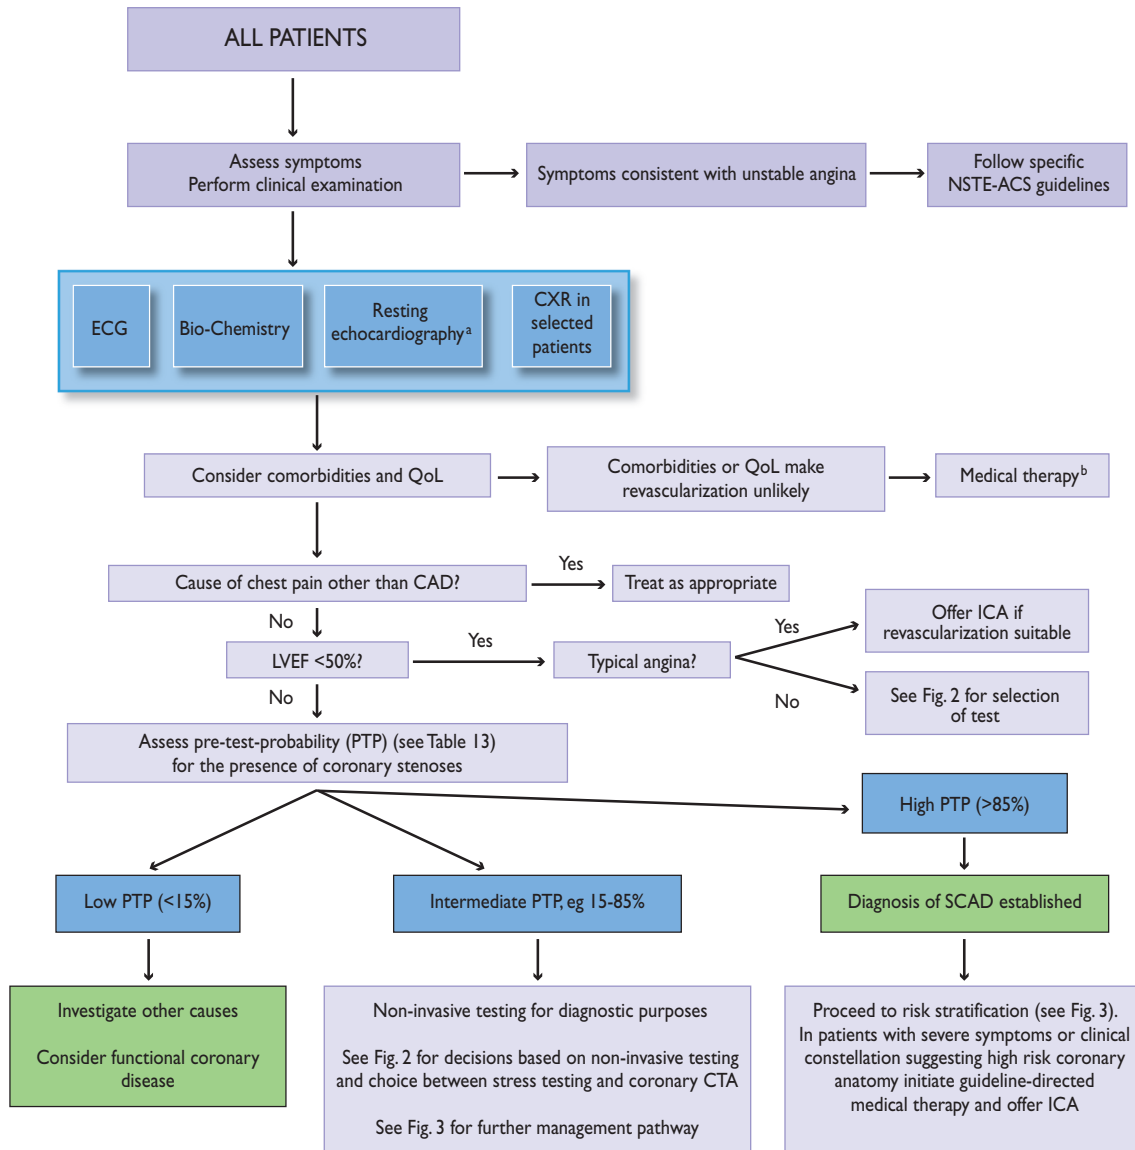 ALL PATIENTS
Assess symptoms
Perform clinical examination
Symptoms consistent with unstable angina
Follow specific
NSTE-ACS guidelines
ECG
Bio-Chemistry
Resting
echocardiographyᵃ
CXR in
selected
patients
Consider comorbidities and QoL
Comorbidities or QoL make
revascularization unlikely
Medical therapyᵇ
Cause of chest pain other than CAD?
Yes
Treat as appropriate
No
LVEF <50%?
Yes
Typical angina?
Yes
Offer ICA if
revascularization suitable
No
See Fig. 2 for selection
of test
No
Assess pre-test-probability (PTP) (see Table 13)
for the presence of coronary stenoses
High PTP (>85%)
Low PTP (<15%)
Intermediate PTP, eg 15-85%
Diagnosis of SCAD established
Investigate other causes
Consider functional coronary
disease
Non-invasive testing for diagnostic purposes
See Fig. 2 for decisions based on non-invasive testing
and choice between stress testing and coronary CTA
See Fig. 3 for further management pathway
Proceed to risk stratification (see Fig. 3).
In patients with severe symptoms or clinical
constellation suggesting high risk coronary
anatomy initiate guideline-directed
medical therapy and offer ICA